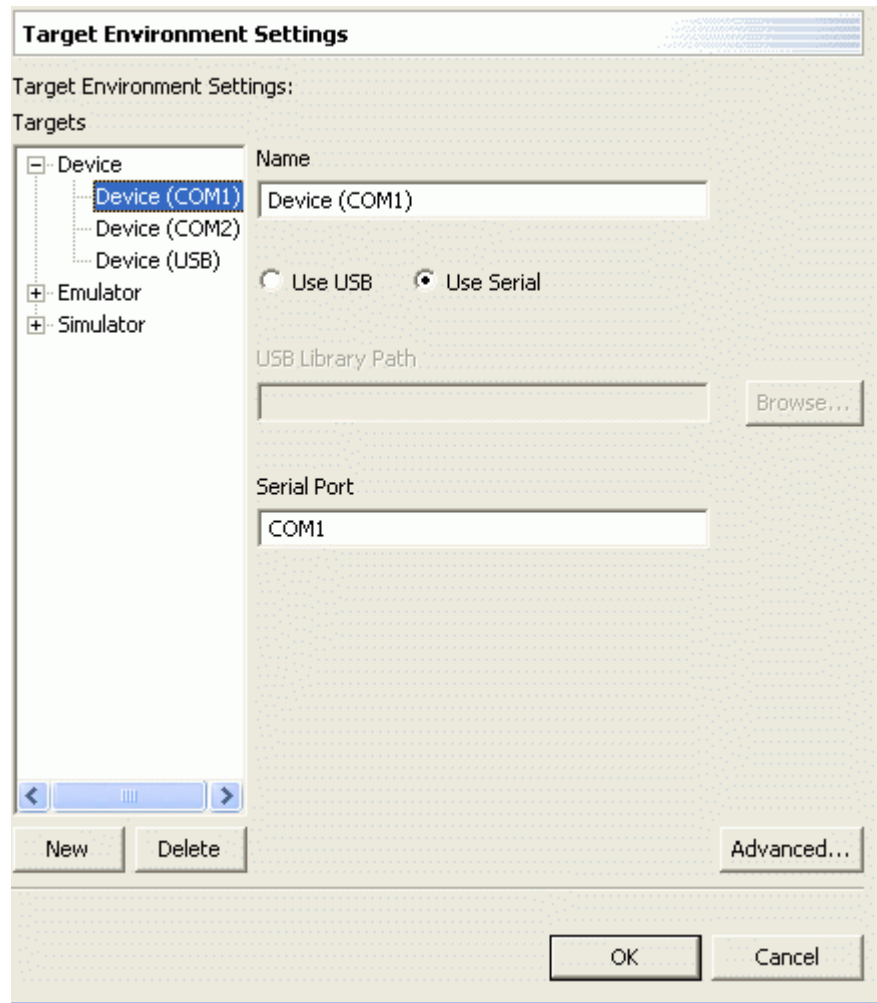 Target Environment Settings
Target Environment Settings:
Targets
Device
Device (COM1)
Device (COM2)
Device (USB)
Emulator
Simulator
Name
Device (COM1)
Use USB
Use Serial
USB Library Path
Browse...
Serial Port
COM1
New
Delete
Advanced...
OK
Cancel